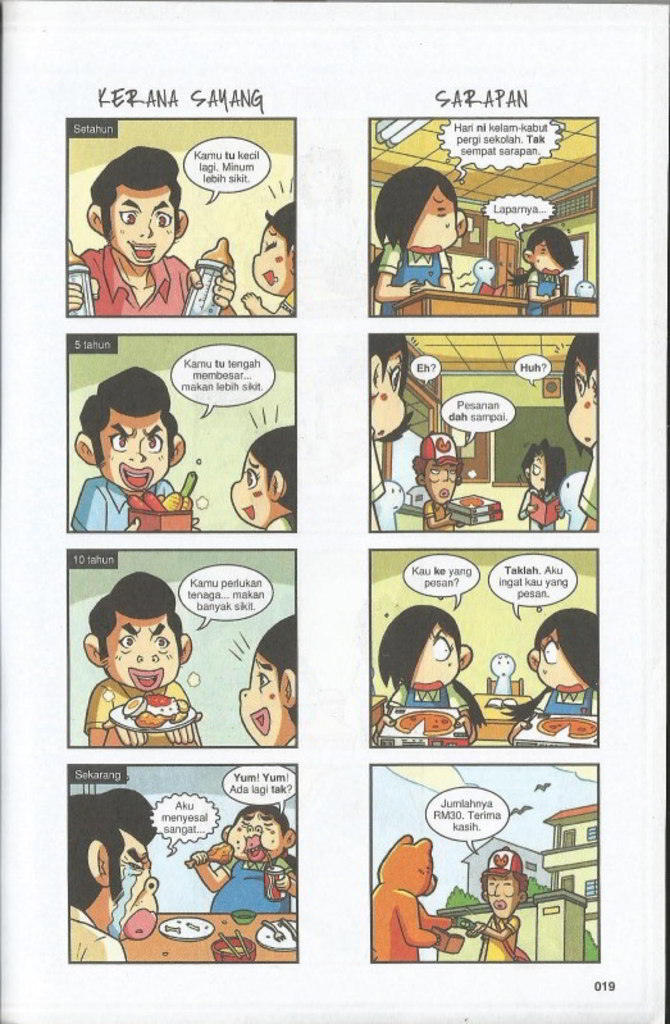 KERANA SAYANG
Setahun
Kamu tu kecil
lagi. Minum
lebih sikit.
5 tahun
Kamu tu tengah
membesar...
makan lebih sikit.
10 tahun
Kamu perlukan
tenaga... makan
banyak sikit.
Sekarang
Yum! Yum!
Ada lagi tak?
Aku
menyesal
sangat...
SARAPAN
Hari ni kelam-kabut
pergi sekolah. Tak
sempat sarapan.
Laparnya...
Eh?
Huh?
Pesanan
dah sampai.
Kau ke yang
pesan?
Taklah. Aku
ingat kau yang
pesan.
Jumlahnya
RM30. Terima
kasih.
019